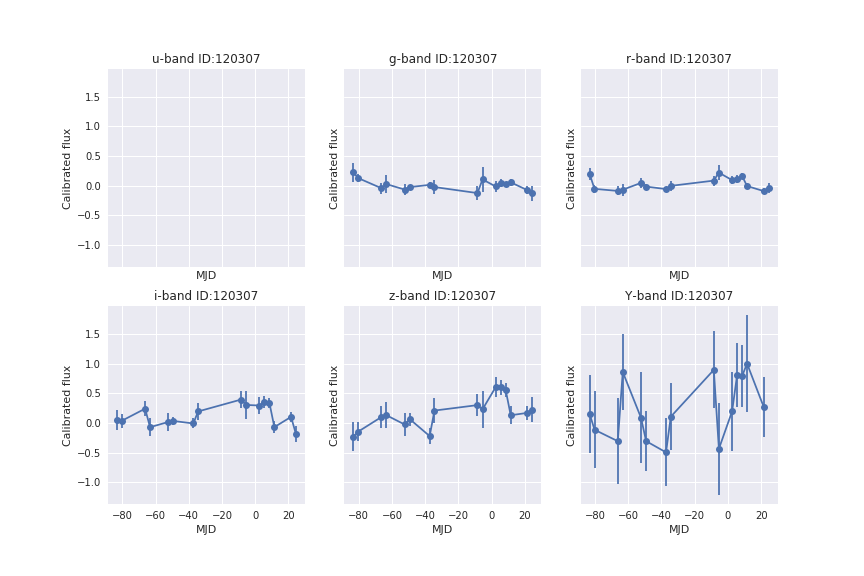 u-band ID:120307
g-band ID:120307
r-band ID:120307
Calibrated flux
1.5
1.0
0.5
0.0
−0.5
−1.0
MJD
Calibrated flux
MJD
Calibrated flux
MJD
i-band ID:120307
z-band ID:120307
Y-band ID:120307
Calibrated flux
1.5
1.0
0.5
0.0
−0.5
−1.0
−80 −60 −40 −20 0 20
MJD
Calibrated flux
−80 −60 −40 −20 0 20
MJD
Calibrated flux
−80 −60 −40 −20 0 20
MJD